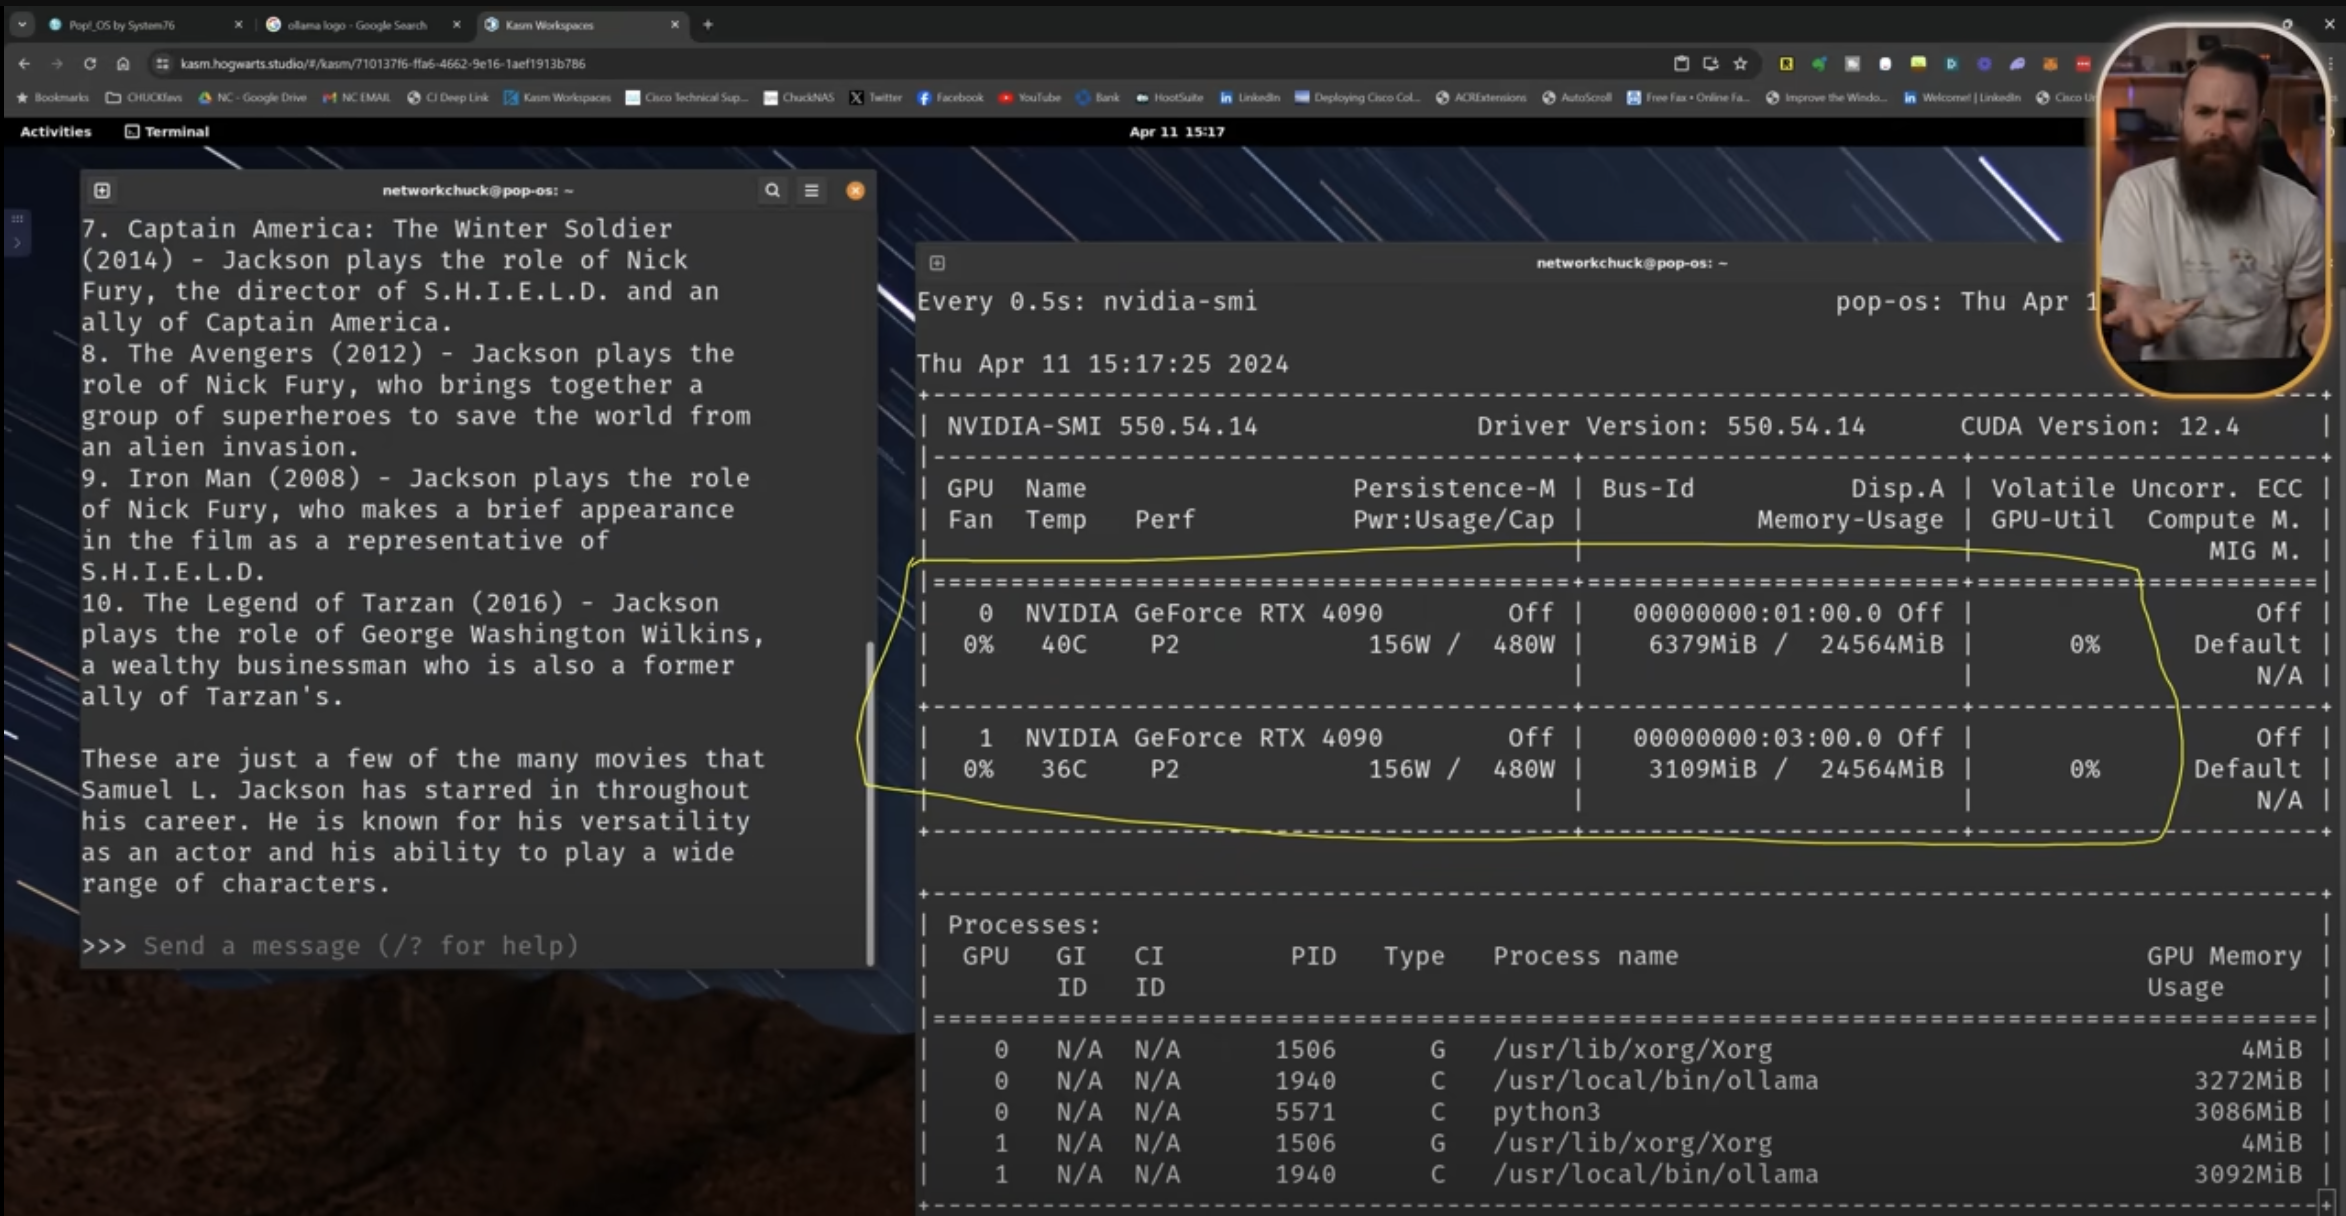 Pop!_OS by System76
ollama logo - Google Search
Kasm Workspaces
kasm.hogwarts.studio/#/kasm/710137f6-ffa6-4662-9e16-1aef1913b786
Bookmarks CHUCKfavs NC - Google Drive NC EMAIL CJ Deep Link Kasm Workspaces Cisco Technical Sup... ChuckNAS Twitter Facebook YouTube Bank HootSuite LinkedIn Deploying Cisco Col... ACRExtensions AutoScroll Free Fax • Online Fa... Improve the Windo... Welcome! | LinkedIn
Activities Terminal Apr 11 15:17
networkchuck@pop-os: ~
7. Captain America: The Winter Soldier
(2014) - Jackson plays the role of Nick
Fury, the director of S.H.I.E.L.D. and an
ally of Captain America.
8. The Avengers (2012) - Jackson plays the
role of Nick Fury, who brings together a
group of superheroes to save the world from
an alien invasion.
9. Iron Man (2008) - Jackson plays the role
of Nick Fury, who makes a brief appearance
in the film as a representative of
S.H.I.E.L.D.
10. The Legend of Tarzan (2016) - Jackson
plays the role of George Washington Wilkins,
a wealthy businessman who is also a former
ally of Tarzan's.
These are just a few of the many movies that
Samuel L. Jackson has starred in throughout
his career. He is known for his versatility
as an actor and his ability to play a wide
range of characters.
>>> Send a message (/? for help)
networkchuck@pop-os: ~
Every 0.5s: nvidia-smi pop-os: Thu Apr 1
Thu Apr 11 15:17:25 2024
| NVIDIA-SMI 550.54.14 Driver Version: 550.54.14 CUDA Version: 12.4 |
| GPU Name Persistence-M | Bus-Id Disp.A | Volatile Uncorr. ECC |
| Fan Temp Perf Pwr:Usage/Cap | Memory-Usage | GPU-Util Compute M. |
| | | MIG M. |
| 0 NVIDIA GeForce RTX 4090 Off | 00000000:01:00.0 Off | Off |
| 0% 40C P2 156W / 480W | 6379MiB / 24564MiB | 0% Default |
| | | N/A |
| 1 NVIDIA GeForce RTX 4090 Off | 00000000:03:00.0 Off | Off |
| 0% 36C P2 156W / 480W | 3109MiB / 24564MiB | 0% Default |
| | | N/A |
| Processes: |
| GPU GI CI PID Type Process name GPU Memory |
| ID ID Usage |
| 0 N/A N/A 1506 G /usr/lib/xorg/Xorg 4MiB |
| 0 N/A N/A 1940 C /usr/local/bin/ollama 3272MiB |
| 0 N/A N/A 5571 C python3 3086MiB |
| 1 N/A N/A 1506 G /usr/lib/xorg/Xorg 4MiB |
| 1 N/A N/A 1940 C /usr/local/bin/ollama 3092MiB |